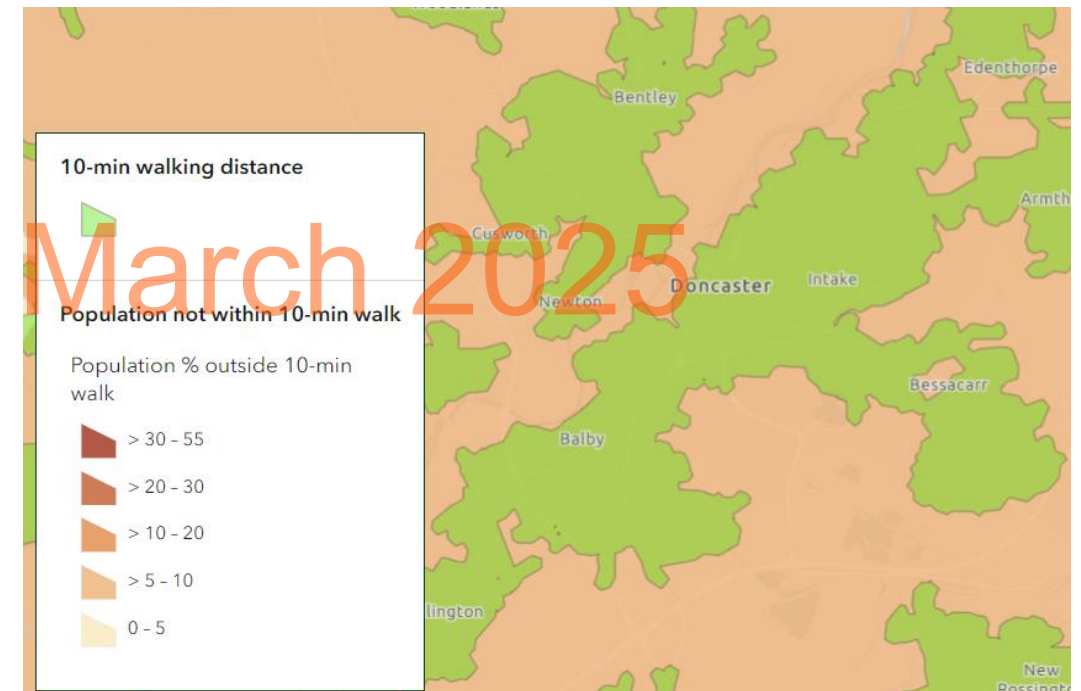 Bentley
Edenthorpe
10-min walking distance
Armth
Cusworth
March 2025
Doncaster
Intake
Newton
Population not within 10-min walk
Population % outside 10-min
walk
Bessacarr
> 30 - 55
Balby
> 20 - 30
> 10 - 20
> 5 - 10
lington
0 - 5
New